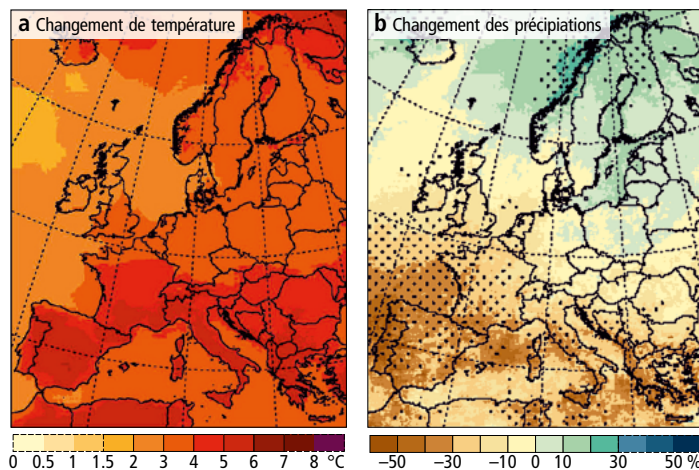 a Changement de température
b Changement des précipiations
0 0.5 1 1.5 2 3 4 5 6 7 8 °C
−50 −30 −10 0 10 30 50 %